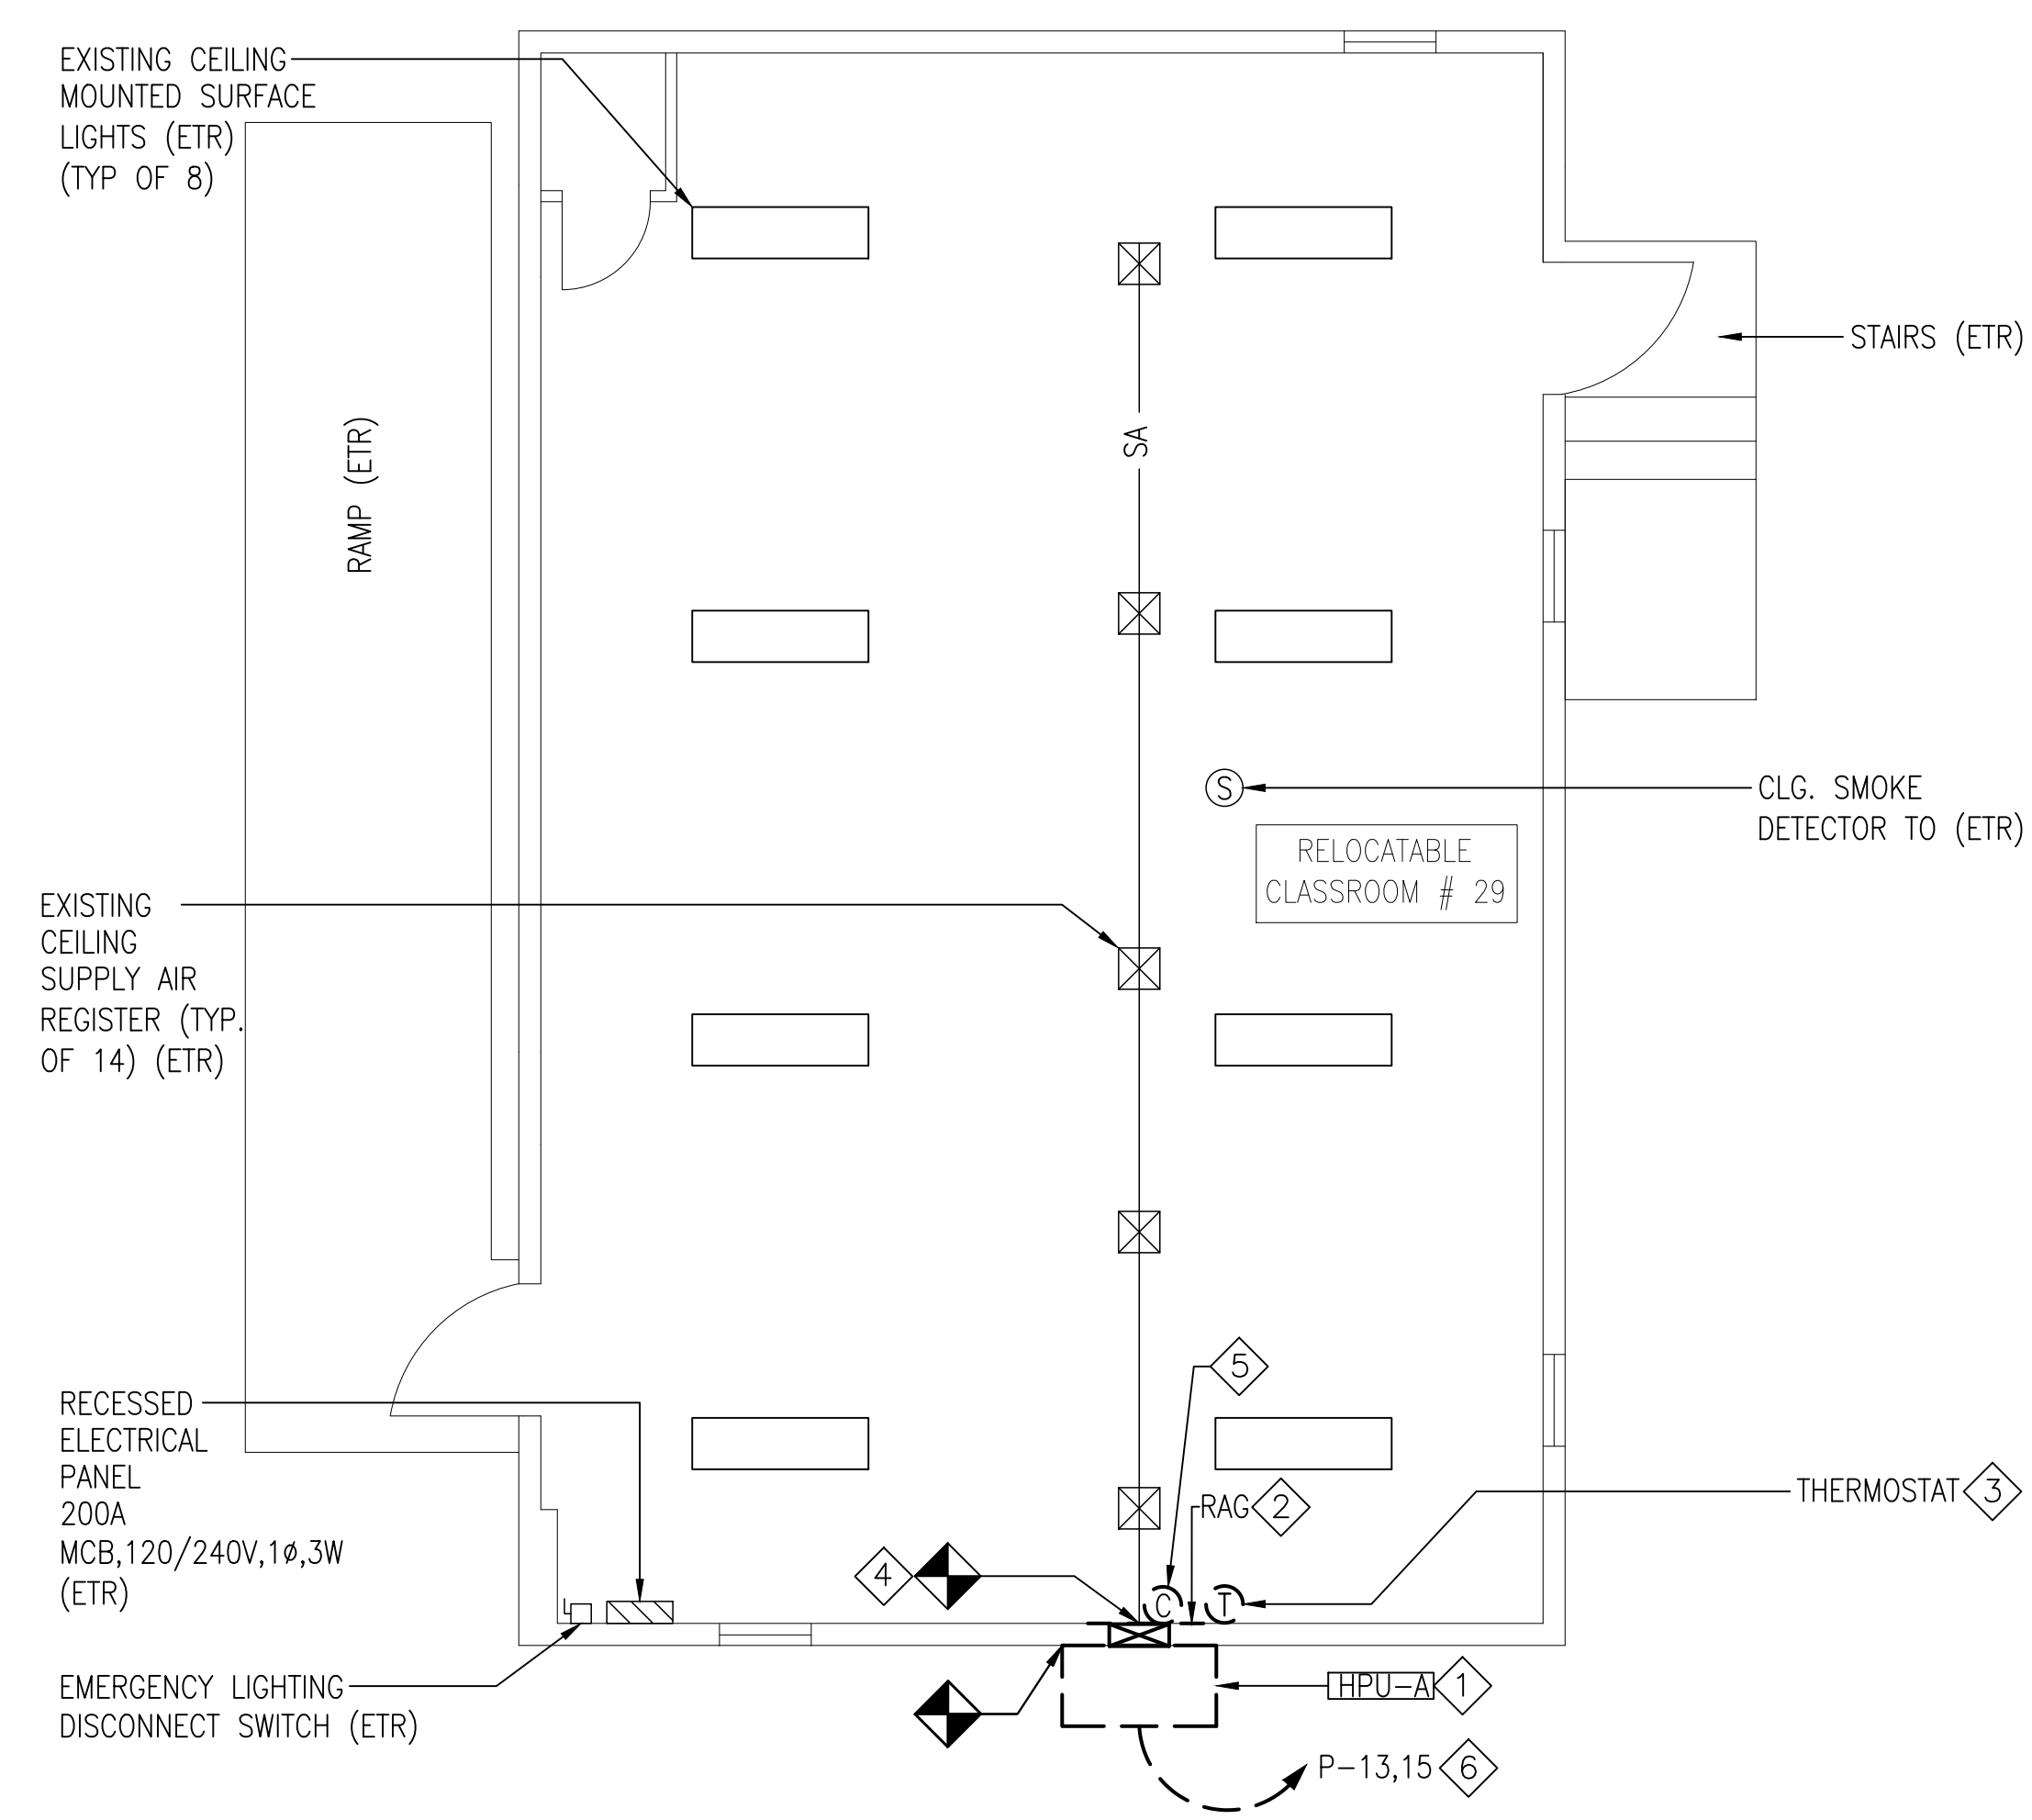 EXISTING CEILING
MOUNTED SURFACE
LIGHTS (ETR)
(TYP OF 8)
STAIRS (ETR)
RAMP (ETR)
SA
S
CLG. SMOKE
DETECTOR TO (ETR)
RELOCATABLE
CLASSROOM # 29
EXISTING
CEILING
SUPPLY AIR
REGISTER (TYP.
OF 14) (ETR)
5
RECESSED
ELECTRICAL
PANEL
200A
MCB,120/240V,1ø,3W
(ETR)
RAG 2
THERMOSTAT 3
4
C
T
EMERGENCY LIGHTING
DISCONNECT SWITCH (ETR)
HPU-A 1
P-13,15 6